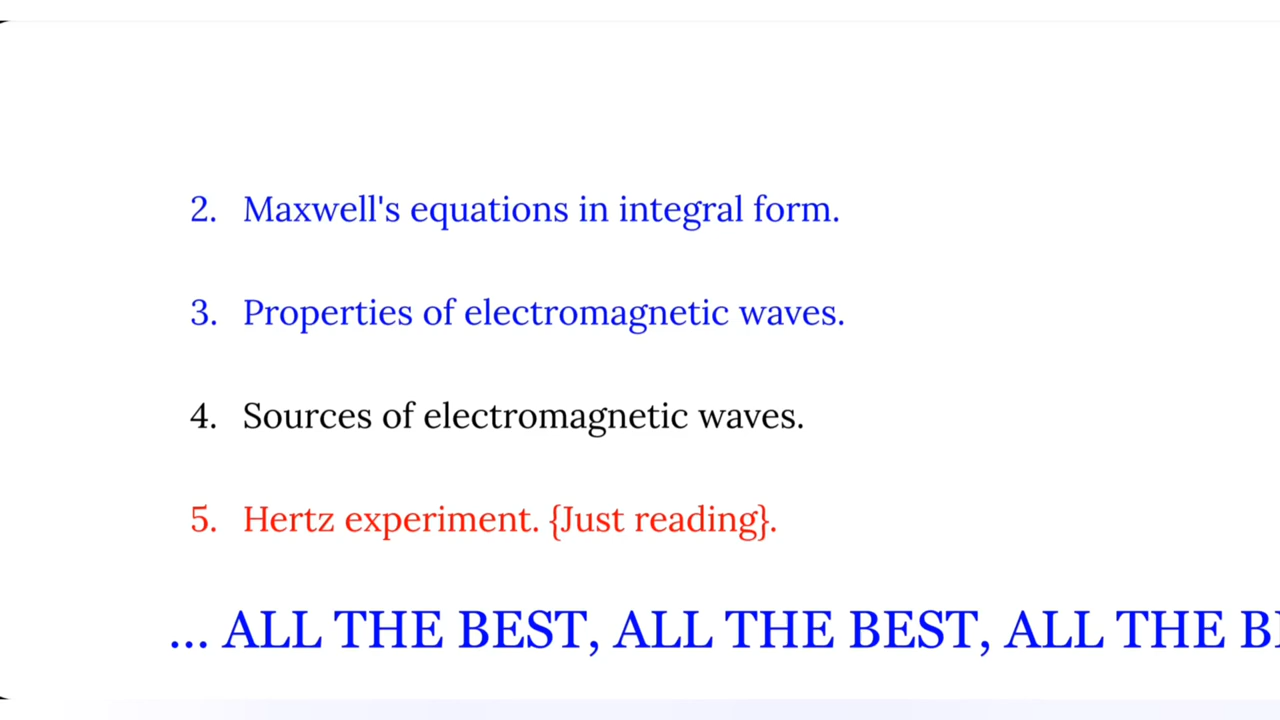 2. Maxwell's equations in integral form.
3. Properties of electromagnetic waves.
4. Sources of electromagnetic waves.
5. Hertz experiment. {Just reading}.
... ALL THE BEST, ALL THE BEST, ALL THE